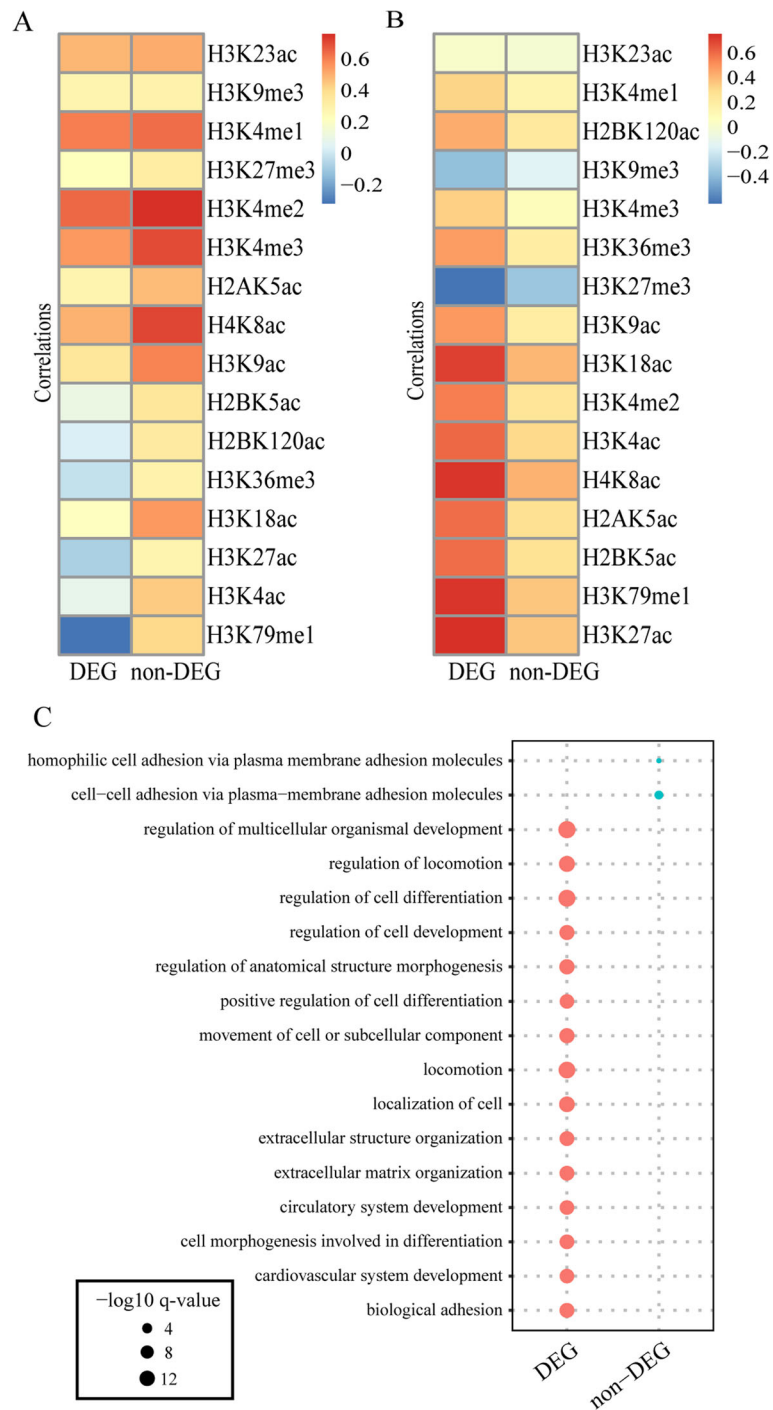 A
H3K23ac
H3K9me3
H3K4me1
H3K27me3
H3K4me2
H3K4me3
H2AK5ac
H4K8ac
H3K9ac
H2BK5ac
H2BK120ac
H3K36me3
H3K18ac
H3K27ac
H3K4ac
H3K79me1
Correlations
DEG non-DEG
0.6
0.4
0.2
0
−0.2
B
H3K23ac
H3K4me1
H2BK120ac
H3K9me3
H3K4me3
H3K36me3
H3K27me3
H3K9ac
H3K18ac
H3K4me2
H3K4ac
H4K8ac
H2AK5ac
H2BK5ac
H3K79me1
H3K27ac
Correlations
DEG non-DEG
0.6
0.4
0.2
0
−0.2
−0.4
C
homophilic cell adhesion via plasma membrane adhesion molecules
cell−cell adhesion via plasma−membrane adhesion molecules
regulation of multicellular organismal development
regulation of locomotion
regulation of cell differentiation
regulation of cell development
regulation of anatomical structure morphogenesis
positive regulation of cell differentiation
movement of cell or subcellular component
locomotion
localization of cell
extracellular structure organization
extracellular matrix organization
circulatory system development
cell morphogenesis involved in differentiation
cardiovascular system development
biological adhesion
DEG
non−DEG
−log10 q-value
4
8
12